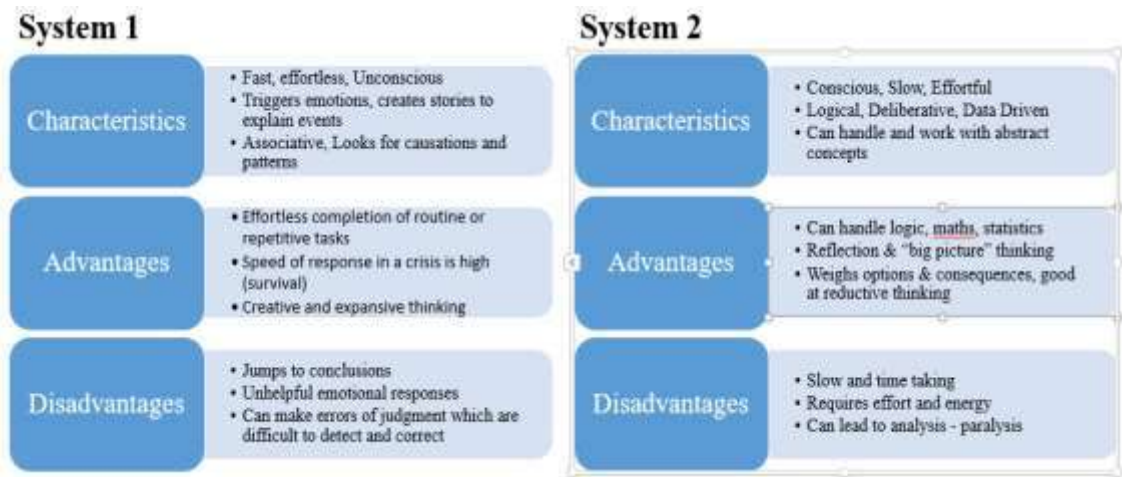 System 1
Characteristics
• Fast, effortless, Unconscious
• Triggers emotions, creates stories to
explain events
• Associative, Looks for causations and
patterns
Advantages
• Effortless completion of routine or
repetitive tasks
• Speed of response in a crisis is high
(survival)
• Creative and expansive thinking
Disadvantages
• Jumps to conclusions
• Unhelpful emotional responses
• Can make errors of judgment which are
difficult to detect and correct
System 2
Characteristics
• Conscious, Slow, Effortful
• Logical, Deliberative, Data Driven
• Can handle and work with abstract
concepts
Advantages
• Can handle logic, maths, statistics
• Reflection & “big picture” thinking
• Weighs options & consequences, good
at reductive thinking
Disadvantages
• Slow and time taking
• Requires effort and energy
• Can lead to analysis - paralysis